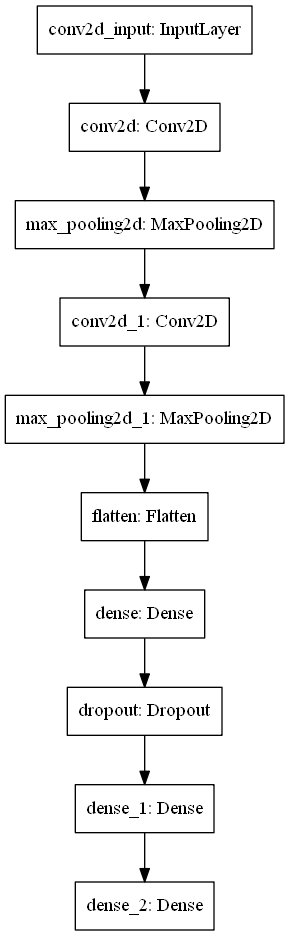 conv2d_input: InputLayer
conv2d: Conv2D
max_pooling2d: MaxPooling2D
conv2d_1: Conv2D
max_pooling2d_1: MaxPooling2D
flatten: Flatten
dense: Dense
dropout: Dropout
dense_1: Dense
dense_2: Dense